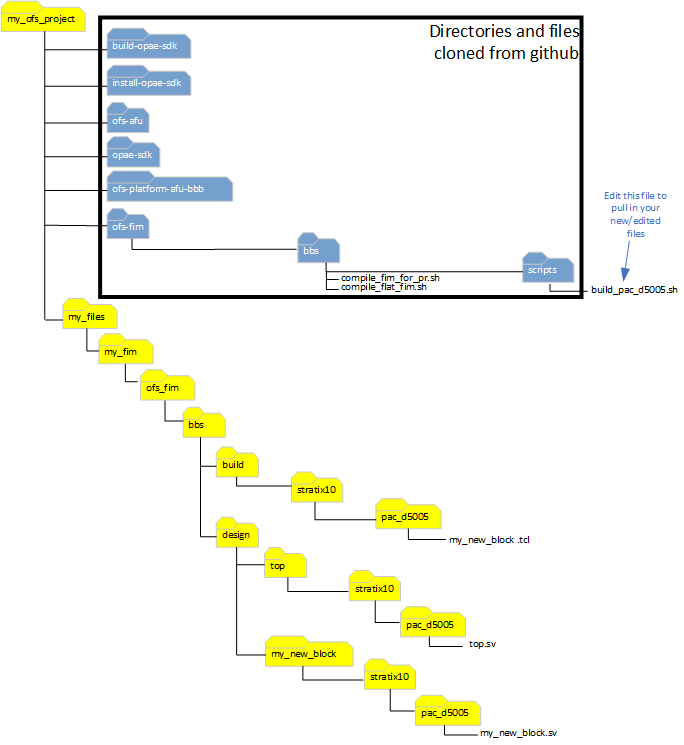 my_ofs_project
Directories and files
cloned from github
build-opae-sdk
install-opae-sdk
ofs-afu
opae-sdk
ofs-platform-afu-bbb
ofs-fim
bbs
scripts
compile_fim_for_pr.sh
compile_flat_fim.sh
Edit this file to
pull in your
new/edited
files
build_pac_d5005.sh
my_files
my_fim
ofs_fim
bbs
build
stratix10
pac_d5005
my_new_block .tcl
design
top
stratix10
pac_d5005
top.sv
my_new_block
stratix10
pac_d5005
my_new_block.sv